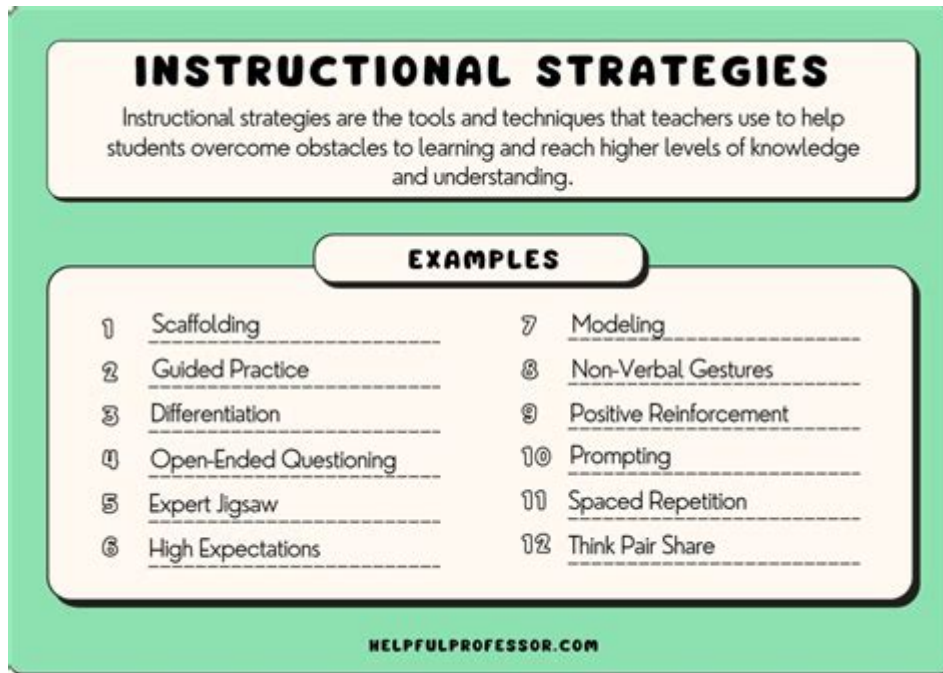 INSTRUCTIONAL STRATEGIES
Instructional strategies are the tools and techniques that teachers use to help
students overcome obstacles to learning and reach higher levels of knowledge
and understanding.
EXAMPLES
1 Scaffolding
2 Guided Practice
3 Differentiation
4 Open-Ended Questioning
5 Expert Jigsaw
6 High Expectations
7 Modeling
8 Non-Verbal Gestures
9 Positive Reinforcement
10 Prompting
11 Spaced Repetition
12 Think Pair Share
HELPFULPROFESSOR.COM